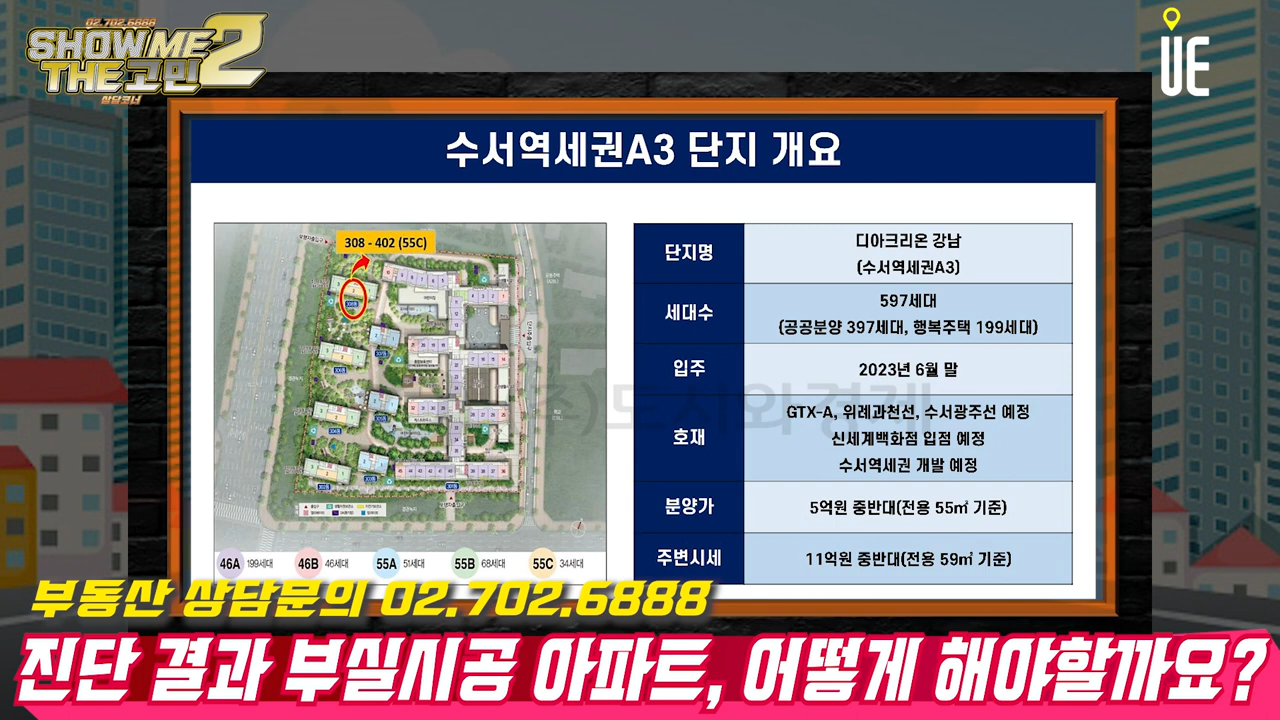 02.702.6888
SHOW ME
THE고민2
상담코너
UE
수서역세권A3 단지 개요
308 - 402 (55C)
46A 199세대 46B 46세대 55A 51세대 55B 68세대 55C 34세대
단지명 디아크리온 강남
(수서역세권A3)
세대수 597세대
(공공분양 397세대, 행복주택 199세대)
입주 2023년 6월 말
호재 GTX-A, 위례과천선, 수서광주선 예정
신세계백화점 입점 예정
수서역세권 개발 예정
분양가 5억원 중반대(전용 55㎡ 기준)
주변시세 11억원 중반대(전용 59㎡ 기준)
주)도시와경제
부동산 상담문의 02.702.6888
진단 결과 부실시공 아파트, 어떻게 해야할까요?